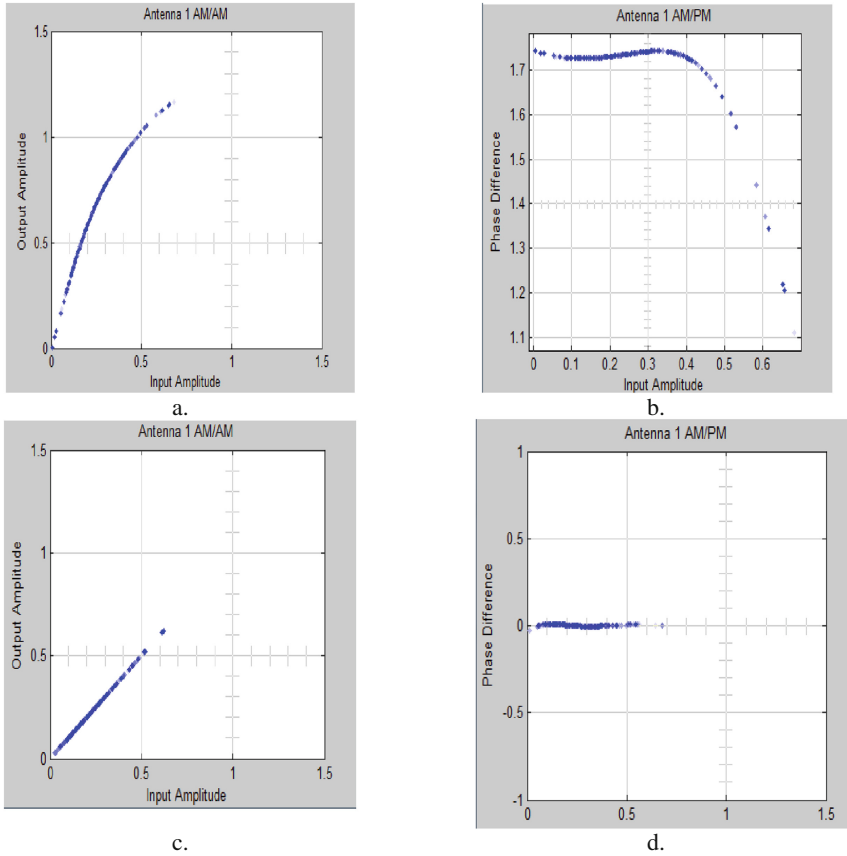 Antenna 1 AM/AM
1.5
1
0.5
0
Output Amplitude
0 0.5 1 1.5
Input Amplitude
a.
Antenna 1 AM/PM
1.7
1.6
1.5
1.4
1.3
1.2
1.1
Phase Difference
0 0.1 0.2 0.3 0.4 0.5 0.6
Input Amplitude
b.
Antenna 1 AM/AM
1.5
1
0.5
0
Output Amplitude
0 0.5 1 1.5
Input Amplitude
c.
Antenna 1 AM/PM
1
0.5
0
-0.5
-1
Phase Difference
0 0.5 1 1.5
d.